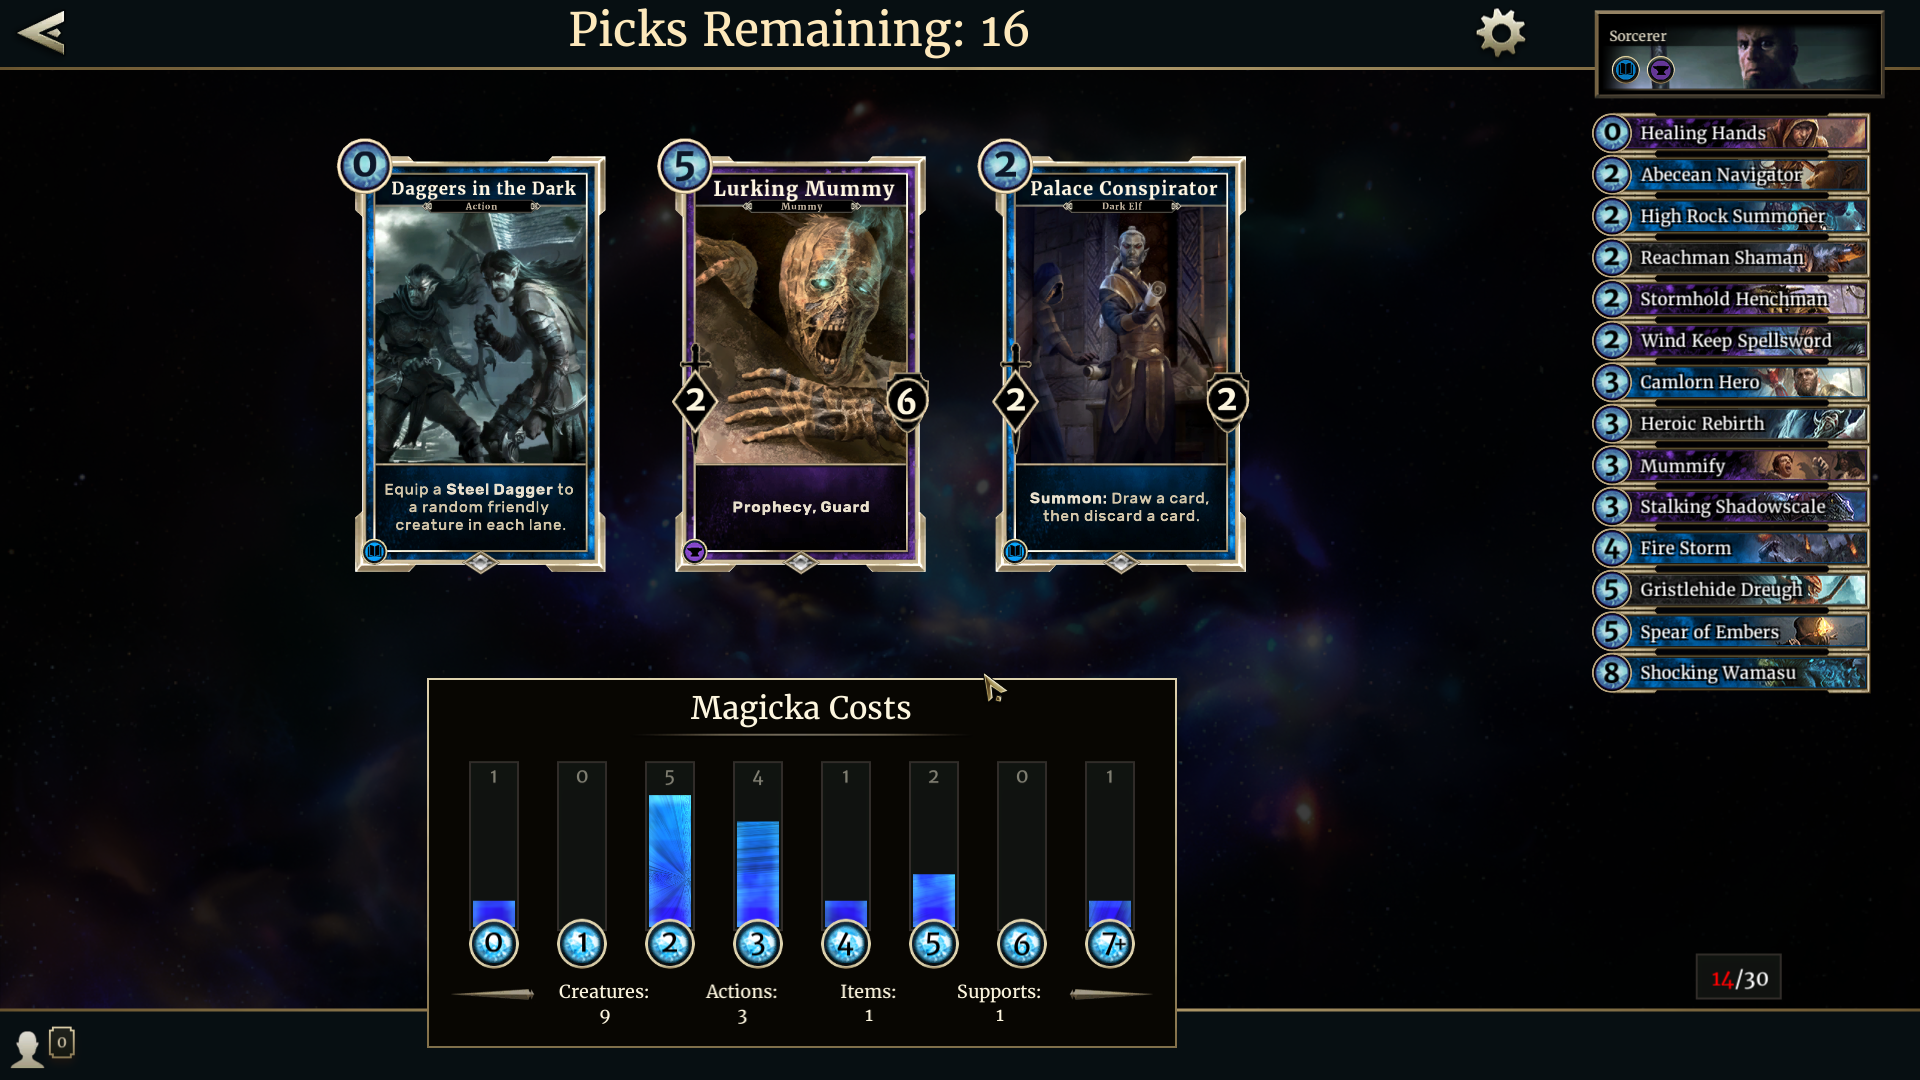 Picks Remaining: 16
Sorcerer
0
Daggers in the Dark
Action
Equip a Steel Dagger to
a random friendly
creature in each lane.
5
Lurking Mummy
Mummy
2
6
Prophecy, Guard
2
Palace Conspirator
Dark Elf
2
2
Summon: Draw a card,
then discard a card.
0 Healing Hands
2 Abecean Navigator
2 High Rock Summoner
2 Reachman Shaman
2 Stormhold Henchman
2 Wind Keep Spellsword
3 Camlorn Hero
3 Heroic Rebirth
3 Mummify
3 Stalking Shadowscale
4 Fire Storm
5 Gristlehide Dreugh
5 Spear of Embers
8 Shocking Wamasu
Magicka Costs
1 0 5 4 1 2 0 1
0 1 2 3 4 5 6 7+
Creatures: Actions: Items: Supports:
9 3 1 1
14/30
0